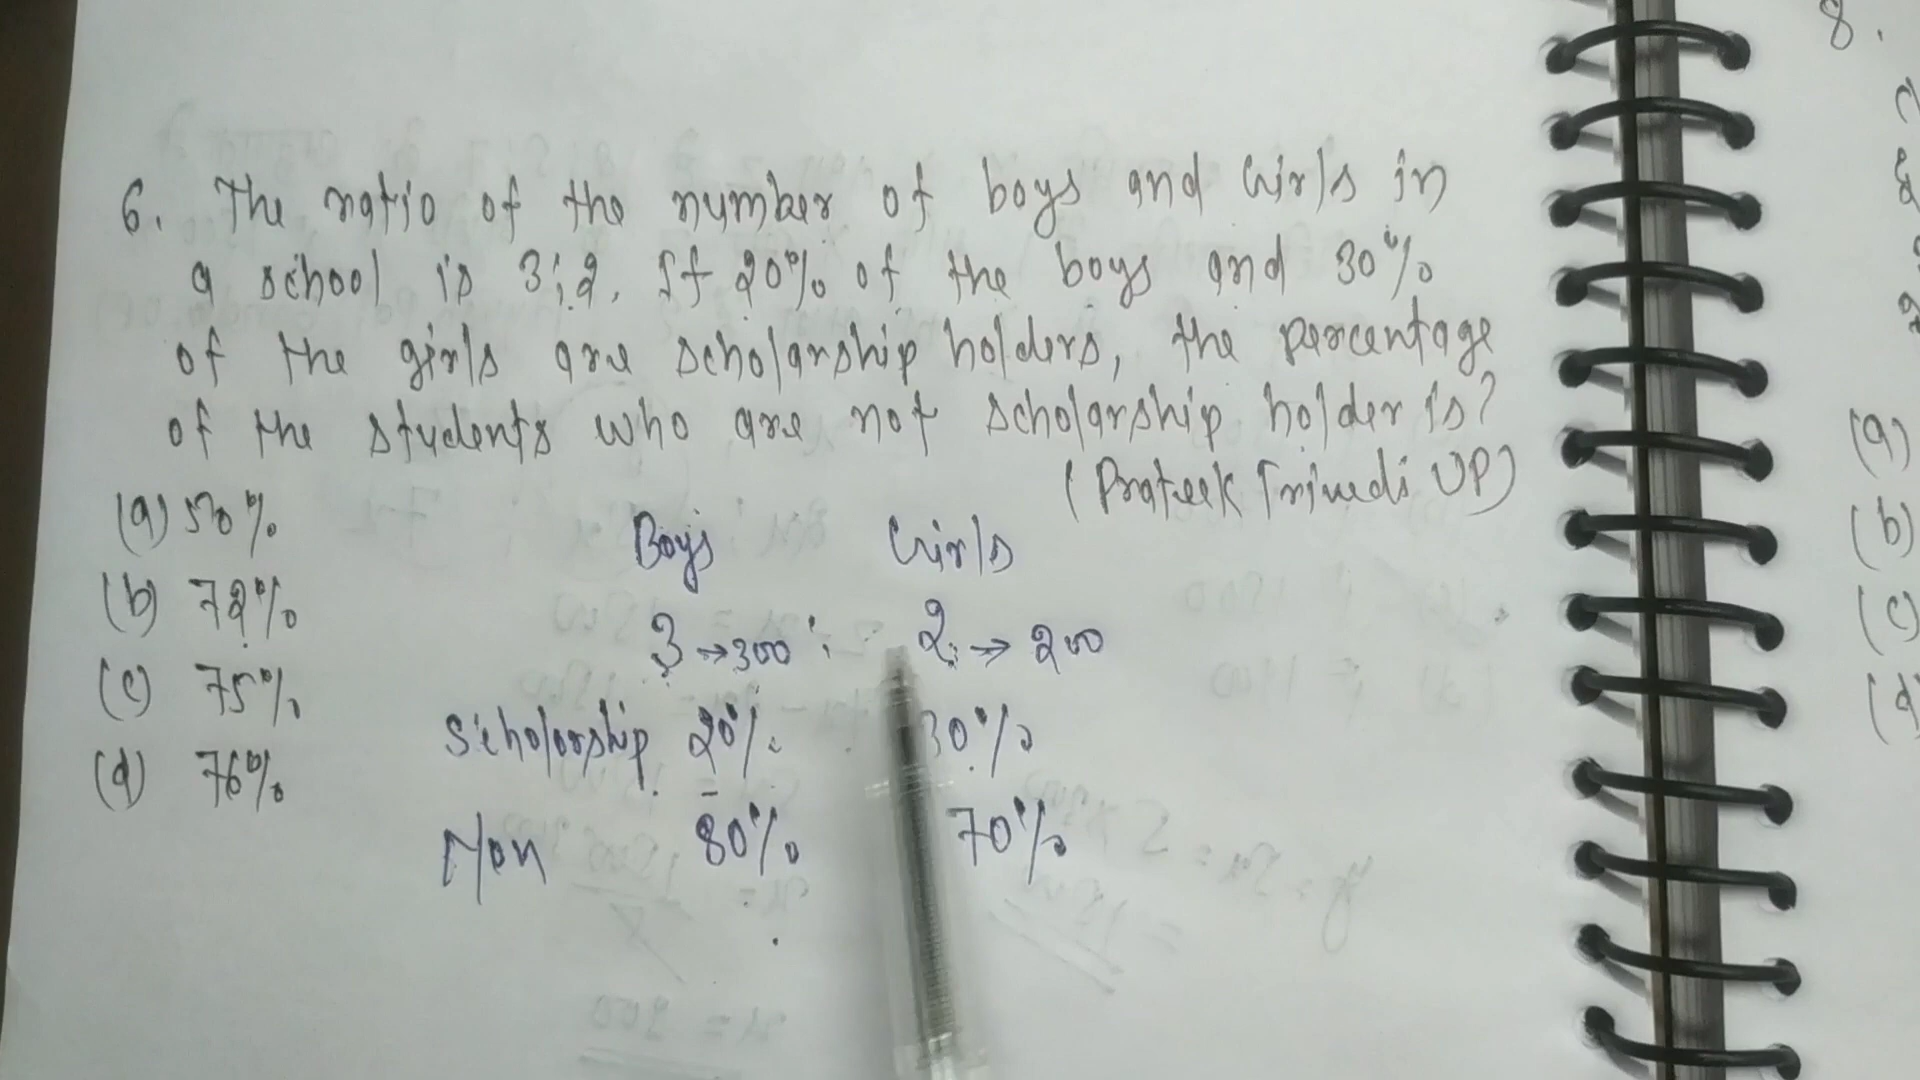 6. The ratio of the number of boys and Girls in
a school is 3:2. If 20% of the boys and 30%
of the girls are scholarship holders, the percentage
of the students who are not scholarship holder is?
(Prateek Trivedi UP)
(a) 50%
(b) 72%
(c) 75%
(d) 76%
Boys Girls
3 → 300 : 2 → 200
Scholorship 20% 30%
Non 80% 70%
8.
(a)
(b)
(c)
(d)